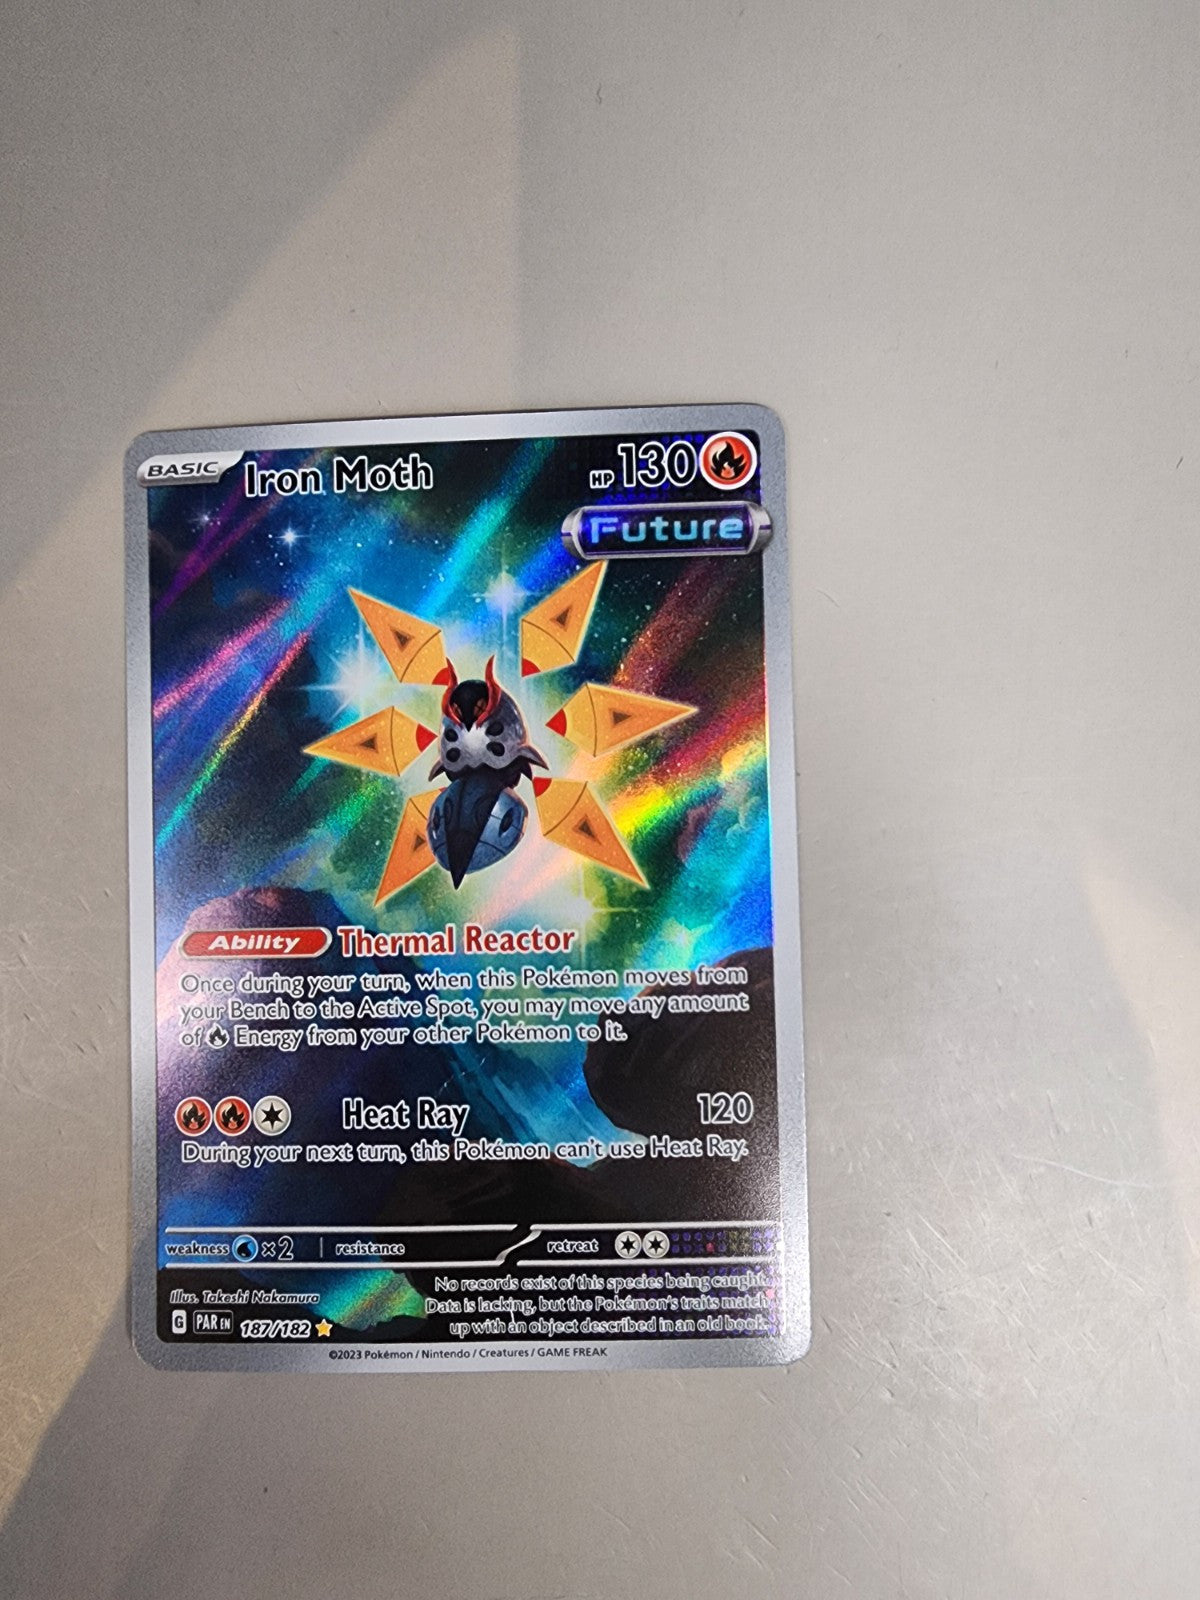 BASIC Iron Moth HP 130
Future
Ability Thermal Reactor
Once during your turn, when this Pokémon moves from
your Bench to the Active Spot, you may move any amount
of Energy from your other Pokémon to it.
Heat Ray 120
During your next turn, this Pokémon can't use Heat Ray.
weakness ×2 resistance retreat
Illus. Takeshi Nakamura
G PAR EN 187/182
No records exist of this species being caught.
Data is lacking, but the Pokémon's traits match
up with an object described in an old book.
©2023 Pokémon / Nintendo / Creatures / GAME FREAK